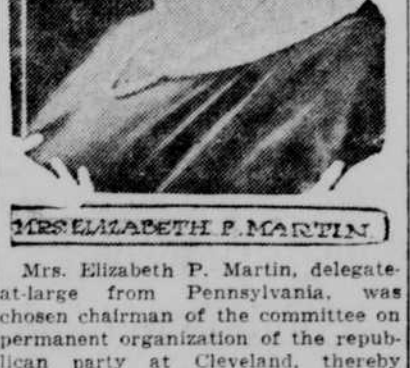 MRS ELIZABETH P. MARTIN
Mrs. Elizabeth P. Martin, delegate-
at-large from Pennsylvania, was
chosen chairman of the committee on
permanent organization of the repub-
lican party at Cleveland, thereby